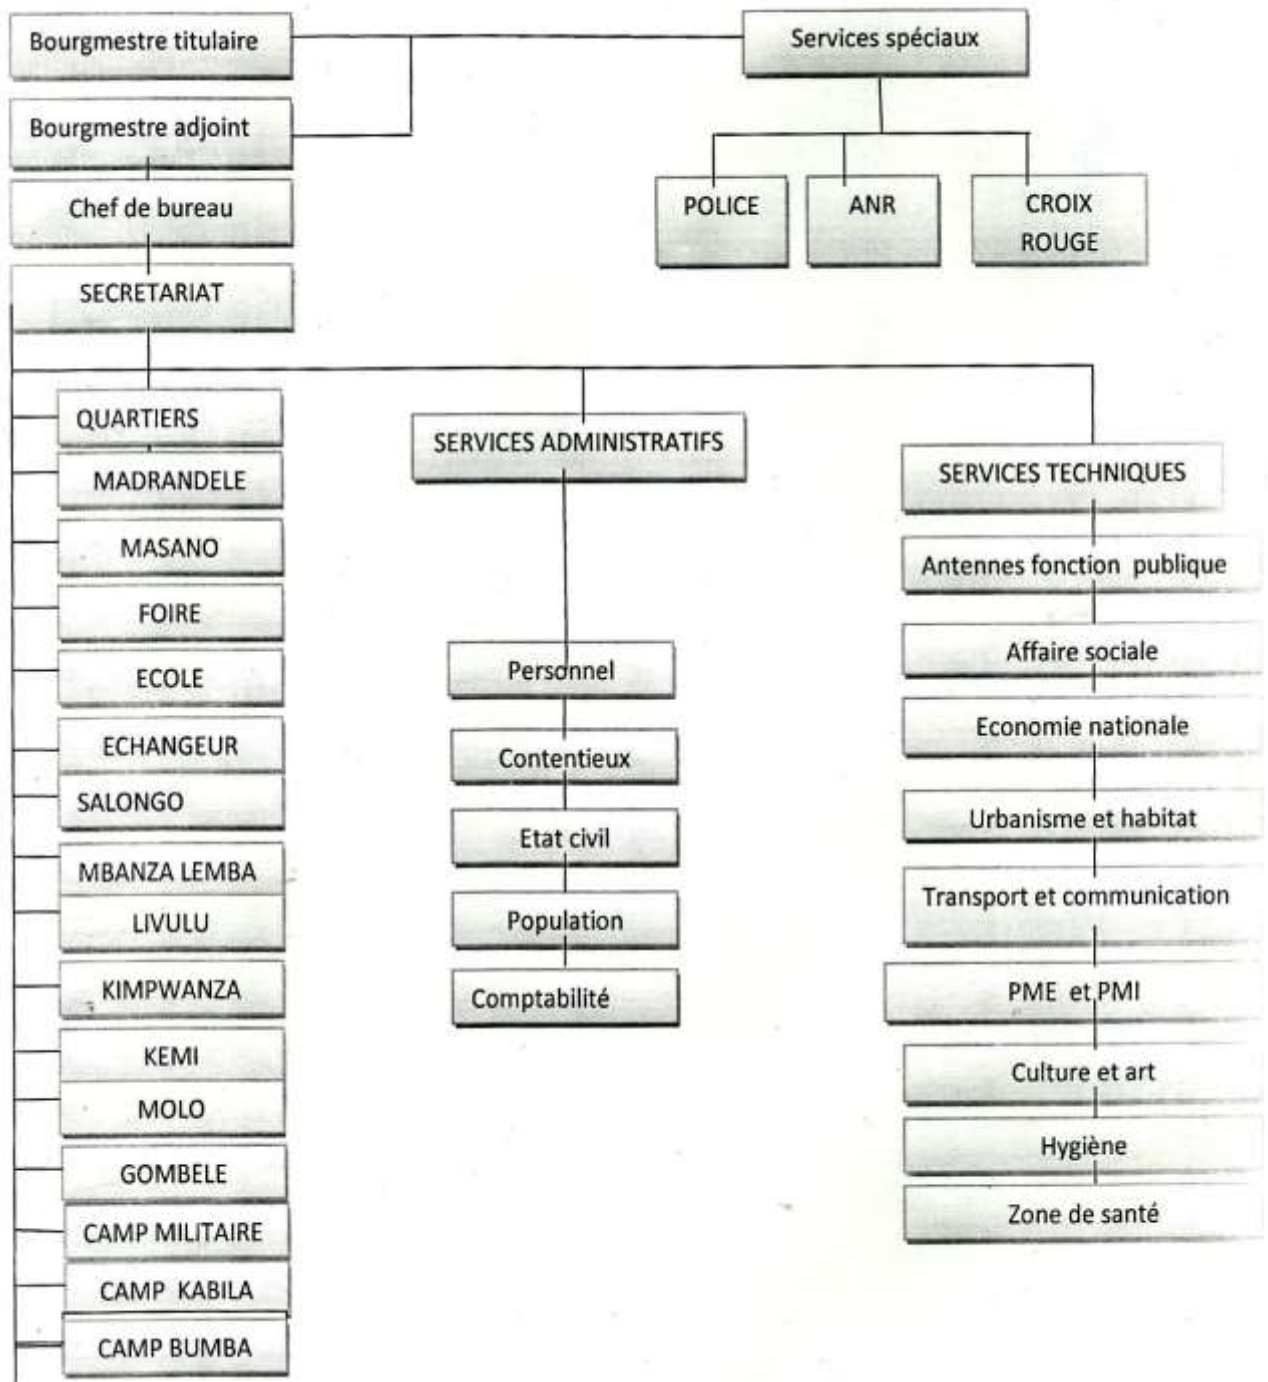 Bourgmestre titulaire
Services spéciaux
Bourgmestre adjoint
Chef de bureau
POLICE
ANR
CROIX
ROUGE
SECRETARIAT
QUARTIERS
MADRANDELE
MASANO
FOIRE
ECOLE
ECHANGEUR
SALONGO
MBANZA LEMBA
LIVULU
KIMPWANZA
KEMI
MOLO
GOMBELE
CAMP MILITAIRE
CAMP KABILA
CAMP BUMBA
SERVICES ADMINISTRATIFS
Personnel
Contentieux
Etat civil
Population
Comptabilité
SERVICES TECHNIQUES
Antennes fonction publique
Affaire sociale
Economie nationale
Urbanisme et habitat
Transport et communication
PME et PMI
Culture et art
Hygiène
Zone de santé